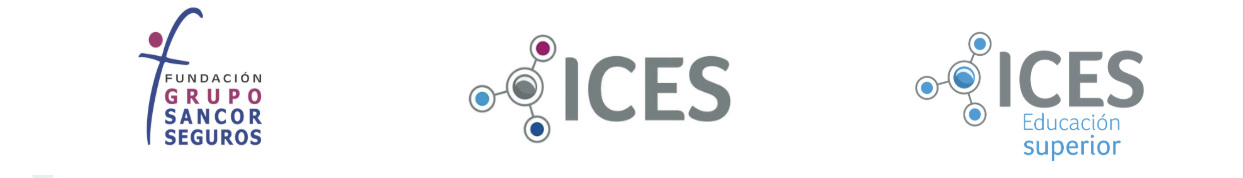 FUNDACIÓN
GRUPO
SANCOR
SEGUROS
ICES
ICES
Educación
superior